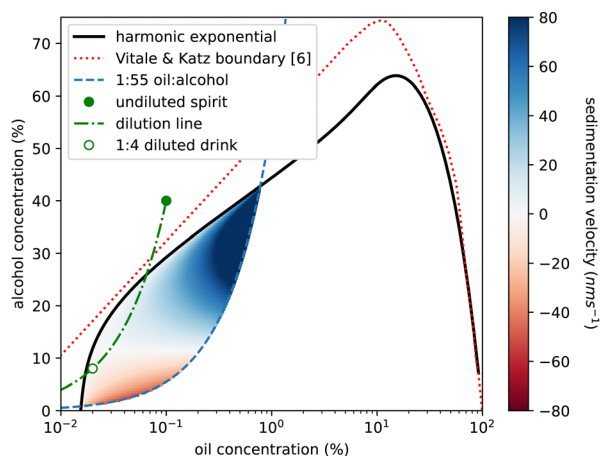 harmonic exponential
Vitale & Katz boundary [6]
1:55 oil:alcohol
undiluted spirit
dilution line
1:4 diluted drink
alcohol concentration (%)
70
60
50
40
30
20
10
0
10⁻²
10⁻¹
10⁰
10¹
10²
oil concentration (%)
80
60
40
20
0
−20
−40
−60
−80
sedimentation velocity (nms⁻¹)